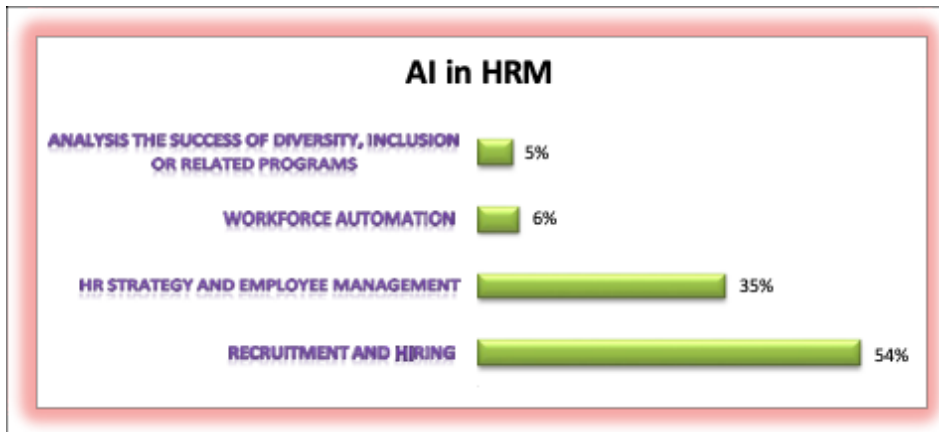 AI in HRM
ANALYSIS THE SUCCESS OF DIVERSITY, INCLUSION
OR RELATED PROGRAMS
5%
WORKFORCE AUTOMATION
6%
HR STRATEGY AND EMPLOYEE MANAGEMENT
35%
RECRUITMENT AND HIRING
54%